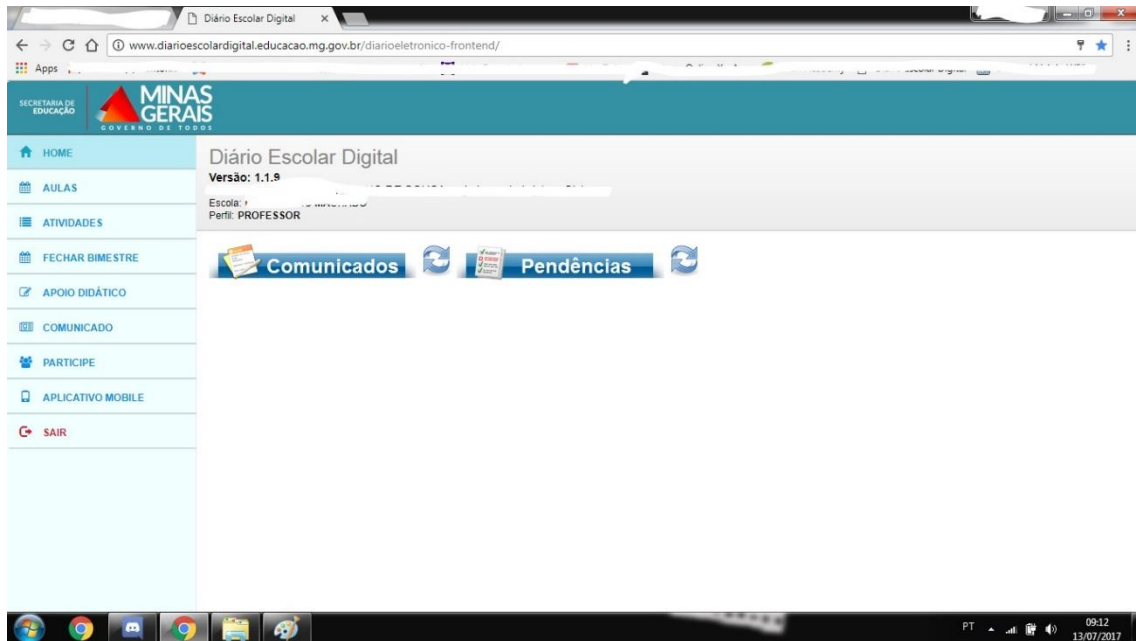 Diário Escolar Digital
www.diarioescolardigital.educacao.mg.gov.br/diarioeletronico-frontend/
Apps
Escolar Digital
SECRETARIA DE
EDUCAÇÃO
MINAS
GERAIS
GOVERNO DE TODOS
HOME
AULAS
ATIVIDADES
FECHAR BIMESTRE
APOIO DIDÁTICO
COMUNICADO
PARTICIPE
APLICATIVO MOBILE
SAIR
Diário Escolar Digital
Versão: 1.1.9
Escola:
Perfil: PROFESSOR
Comunicados
Pendências
PT
09:12
13/07/2017